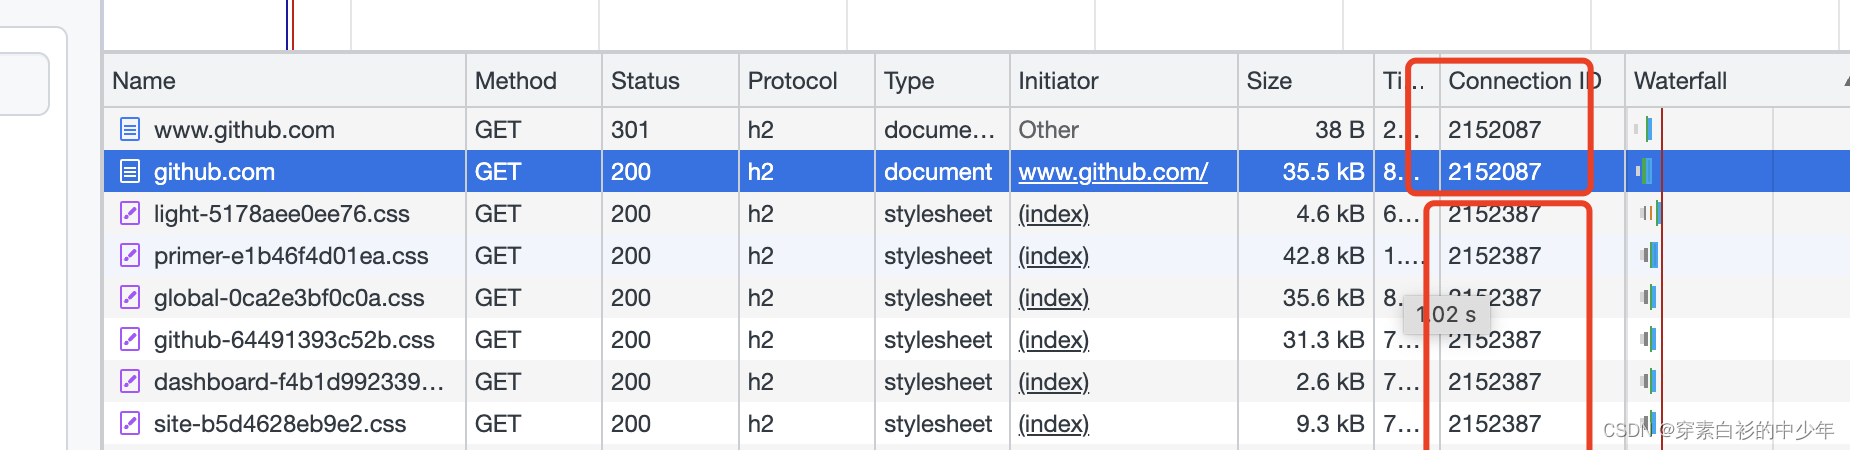 Name Method Status Protocol Type Initiator Size Ti... Connection ID Waterfall
www.github.com GET 301 h2 docume... Other 38 B 2... 2152087
github.com GET 200 h2 document www.github.com/ 35.5 kB 8... 2152087
light-5178aee0ee76.css GET 200 h2 stylesheet (index) 4.6 kB 6... 2152387
primer-e1b46f4d01ea.css GET 200 h2 stylesheet (index) 42.8 kB 1.... 2152387
global-0ca2e3bf0c0a.css GET 200 h2 stylesheet (index) 35.6 kB 8... 2152387
1.02 s
github-64491393c52b.css GET 200 h2 stylesheet (index) 31.3 kB 7... 2152387
dashboard-f4b1d992339... GET 200 h2 stylesheet (index) 2.6 kB 7... 2152387
site-b5d4628eb9e2.css GET 200 h2 stylesheet (index) 9.3 kB 7... 2152387
CSDN @穿素白衫的中少年